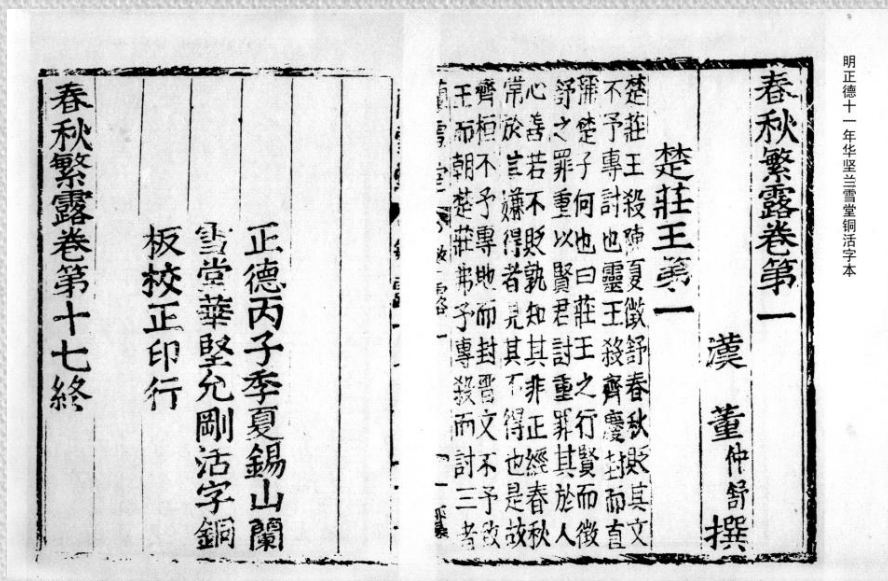 明正德十一年华坚兰雪堂铜活字本
春秋繁露卷第一
漢 董仲舒 撰
楚莊王第一
楚莊王殺陳夏徵舒春秋貶其文
不予專討也靈王殺齊慶封而直
稱楚子何也曰莊王之行賢而徵
舒之罪重以賢君討重罪其於人
心善若不貶孰知其非正經春秋
常於其嫌得者見其不得也是故
齊桓不予專地而封晋文不予致
王而朝楚莊弗予專殺而討三者
蘭雪堂
正德丙子季夏錫山蘭
雪堂華堅允剛活字銅
板校正印行
春秋繁露卷第十七終